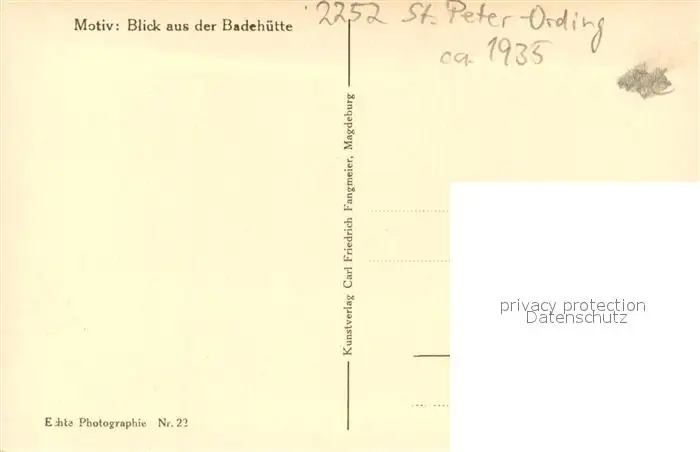 Motiv: Blick aus der Badehütte
2252 St. Peter-Ording
ca. 1935
Kunstverlag Carl Friedrich Fangmeier, Magdeburg
privacy protection
Datenschutz
Echte Photographie Nr. 22